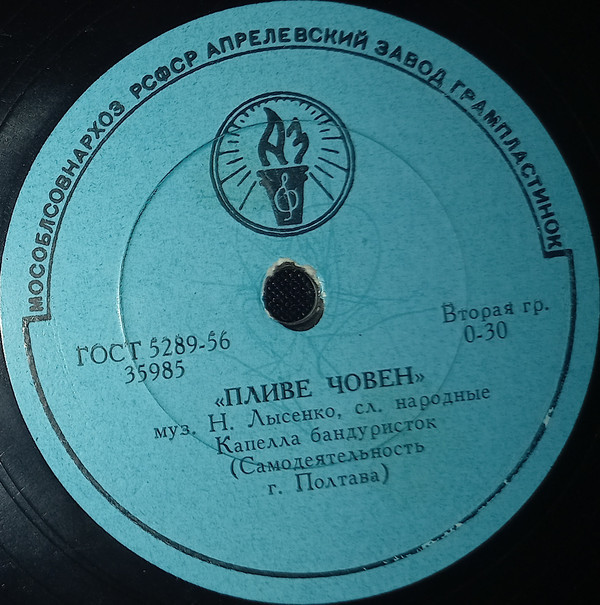 МОСОБЛСОВНАРХОЗ РСФСР АПРЕЛЕВСКИЙ ЗАВОД ГРАМПЛАСТИНОК
АЗ
ГОСТ 5289-56
35985
Вторая гр.
0-30
«ПЛИВЕ ЧОВЕН»
муз. Н. Лысенко, сл. народные
Капелла бандуристок
(Самодеятельность
г. Полтава)